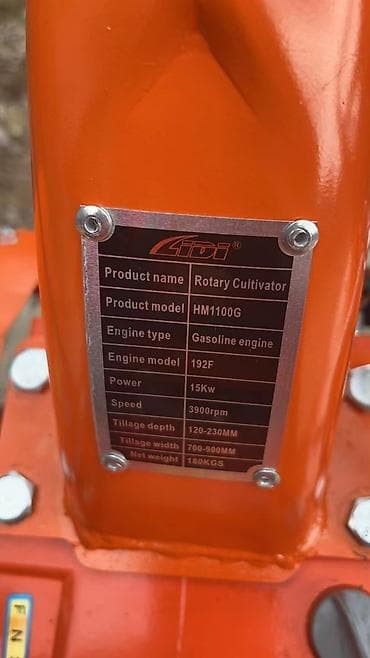 LIDI®
Product name Rotary Cultivator
Product model HM1100G
Engine type Gasoline engine
Engine model 192F
Power 15Kw
Speed 3900rpm
Tillage depth 120-230MM
Tillage width 700-900MM
Net weight 180KGS
F N S